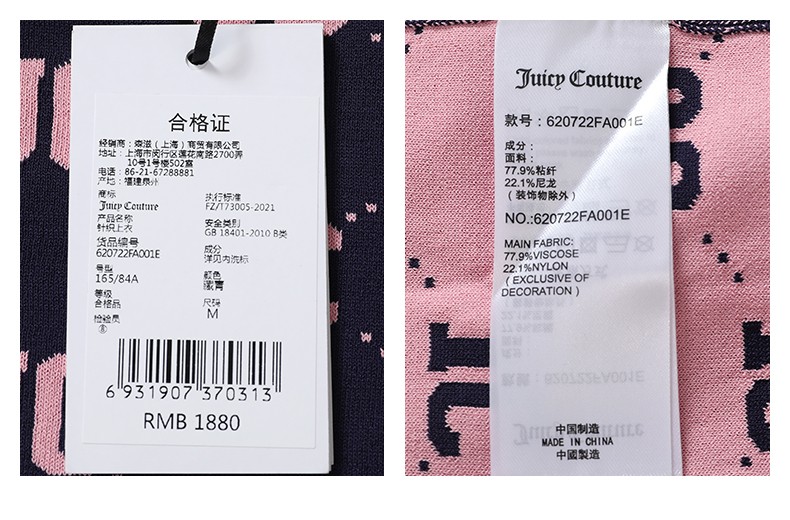 合格证
经销商：索滋（上海）商贸有限公司
地址：上海市闵行区莲花南路2700弄
10号1号楼502室
电话：86-21-67288881
产地：福建泉州
商标
Juicy Couture
产品名称
针织上衣
货品编号
620722FA001E
号型
165/84A
等级
合格品
检验员
执行标准
FZ/T73005-2021
安全类别
GB 18401-2010 B类
成分
详见内洗标
颜色
藏青
尺码
M
6 931907 370313
RMB 1880
Juicy Couture
款号：620722FA001E
成分：
面料：
77.9%粘纤
22.1%尼龙
（装饰物除外）
NO.:620722FA001E
MAIN FABRIC:
77.9%VISCOSE
22.1%NYLON
（EXCLUSIVE OF
DECORATION）
中国制造
MADE IN CHINA
中國製造